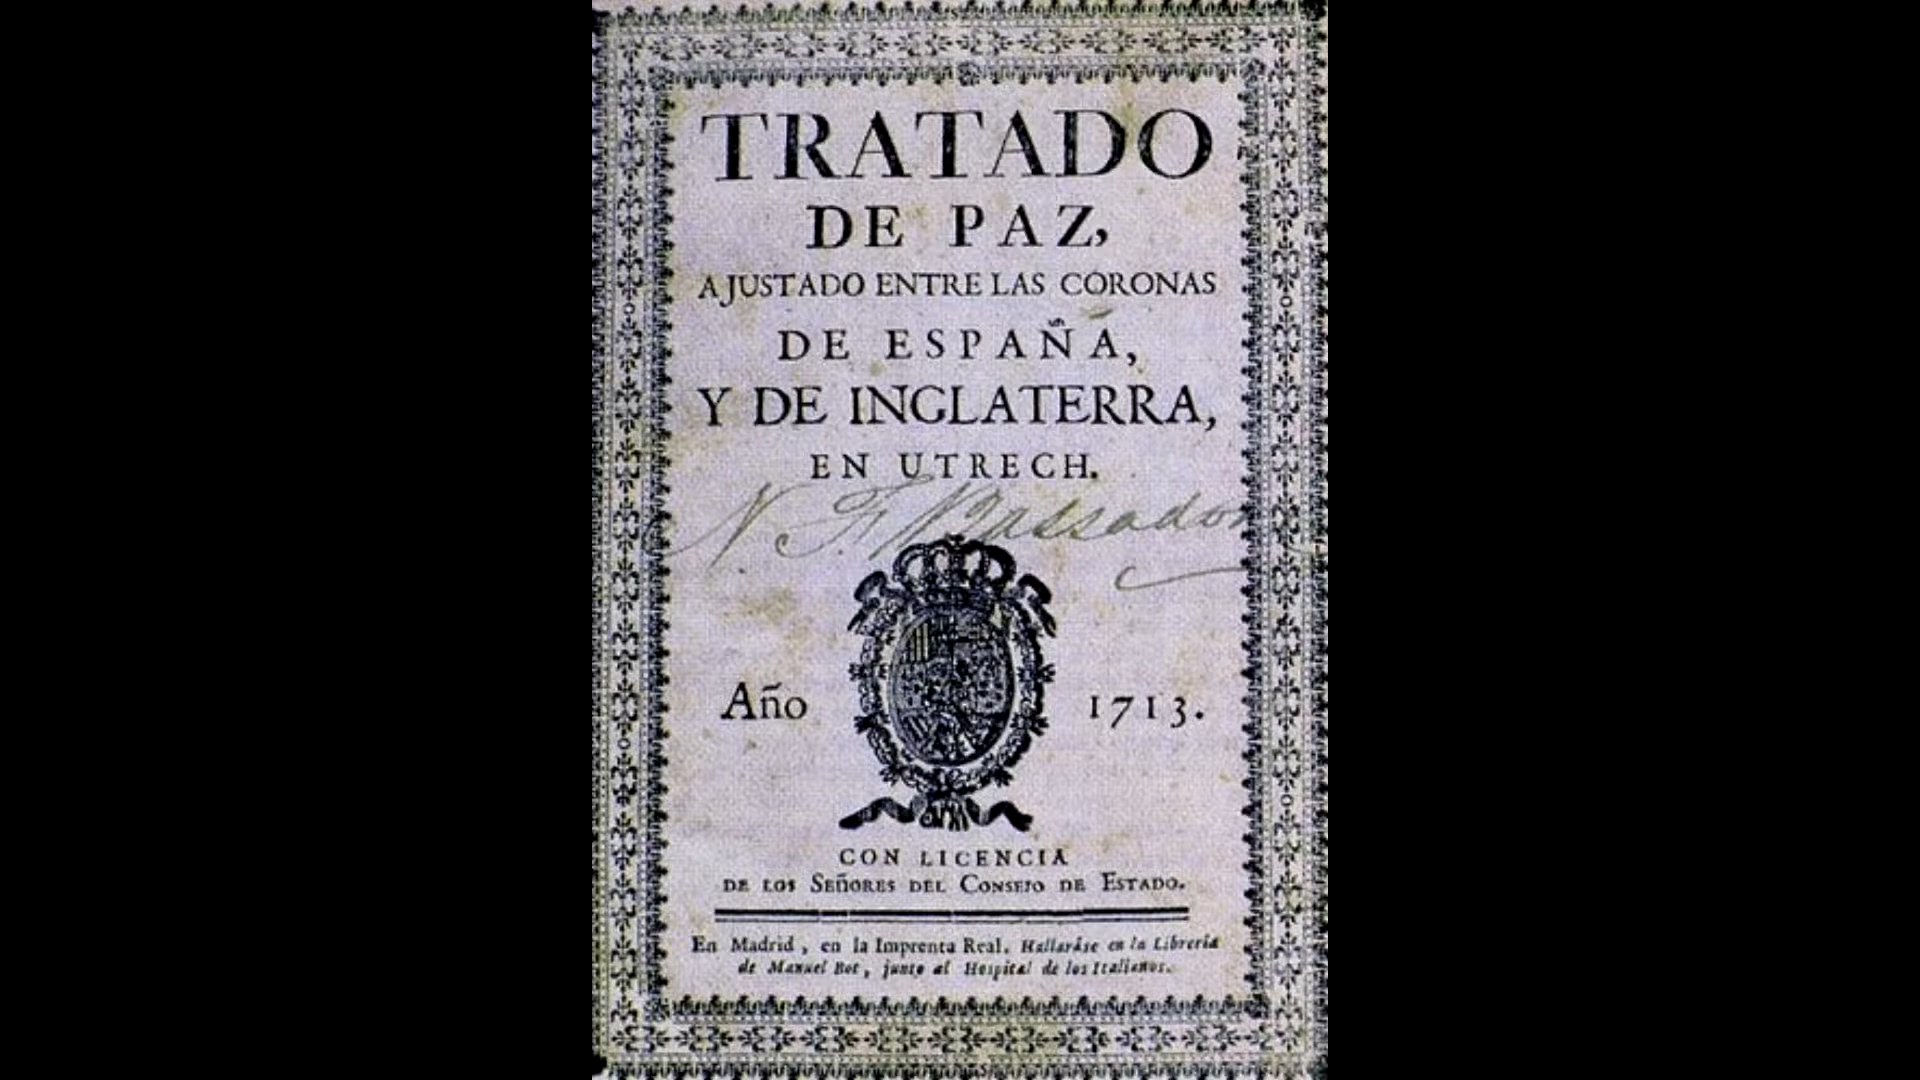 TRATADO
DE PAZ,
AJUSTADO ENTRE LAS CORONAS
DE ESPAÑA,
Y DE INGLATERRA,
EN UTRECH.
N. F. Bassadon
Año 1713.
CON LICENCIA
DE LOS SEÑORES DEL CONSEJO DE ESTADO.
En Madrid, en la Imprenta Real. Hallaráse en la Libreria
de Manuel Bot, junto al Hospital de los Italianos.